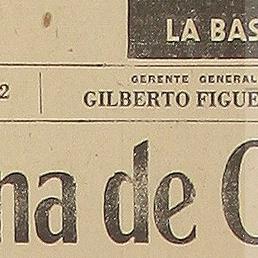 LA BAS
2
GERENTE GENERAL
GILBERTO FIGUE
na de C